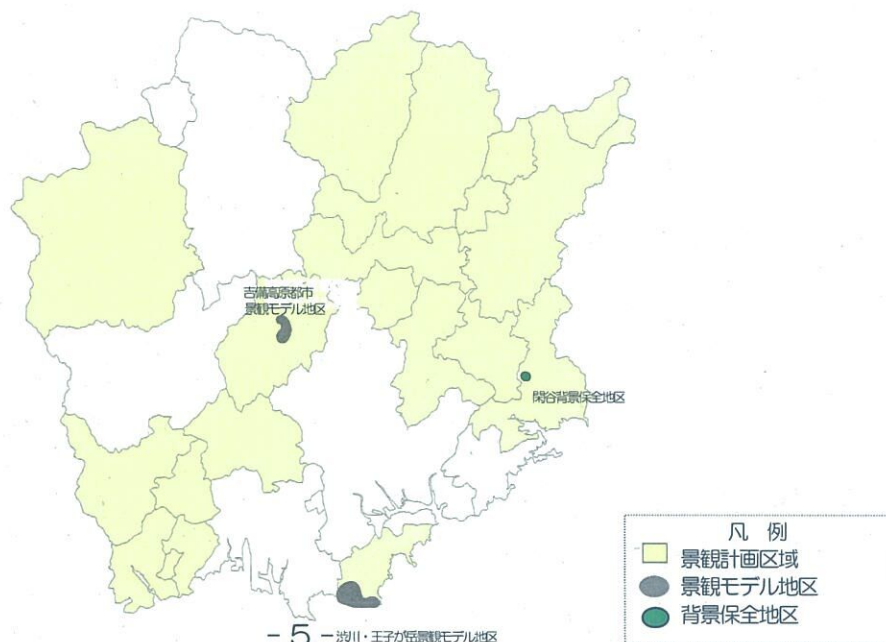 吉備高原都市
景観モデル地区
閑谷背景保全地区
凡 例
景観計画区域
景観モデル地区
背景保全地区
- 5 -
渋川・王子が岳景観モデル地区